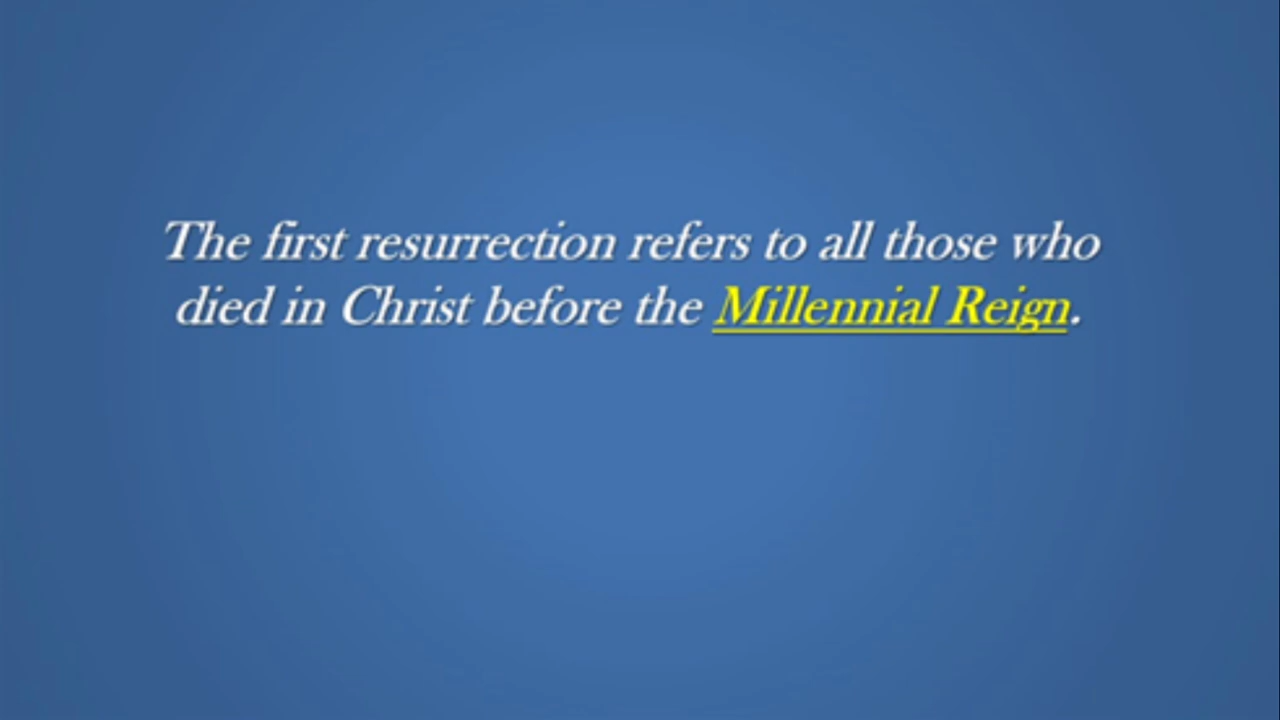 The first resurrection refers to all those who
died in Christ before the Millennial Reign.